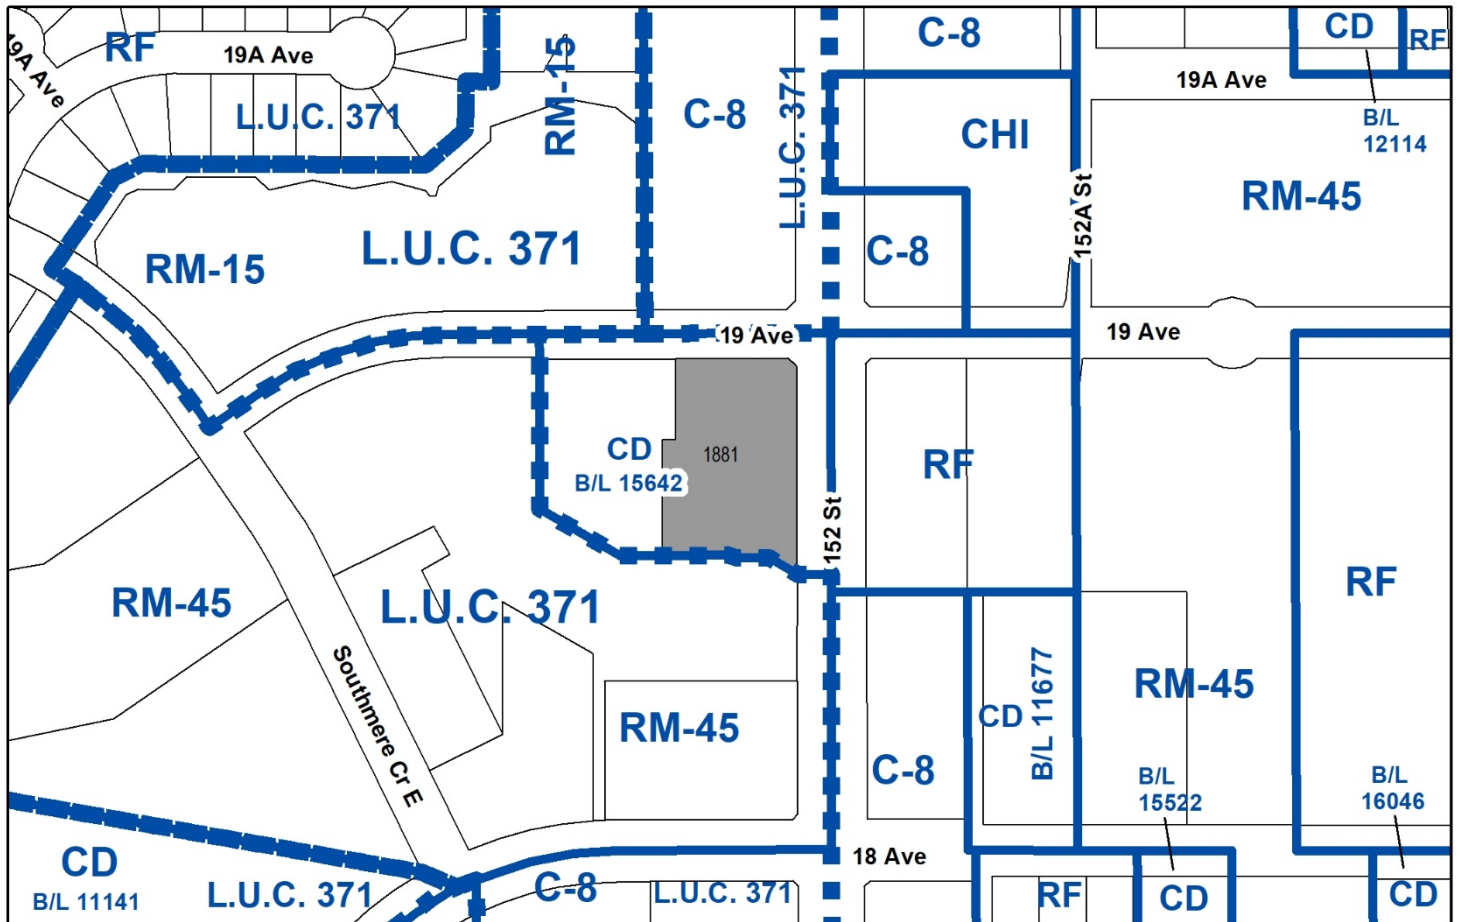 19A Ave
RF
19A Ave
RM-15
L.U.C. 371
C-8
L.U.C. 371
C-8
CHI
152A St
19A Ave
CD
RF
B/L
12114
RM-45
L.U.C. 371
RM-15
C-8
19 Ave
19 Ave
CD
B/L 15642
1881
152 St
RF
RF
RM-45
L.U.C. 371
Southmere Cr E
RM-45
C-8
CD
B/L 11677
RM-45
B/L
15522
B/L
16046
18 Ave
CD
B/L 11141
L.U.C. 371
C-8
L.U.C. 371
RF
CD
CD